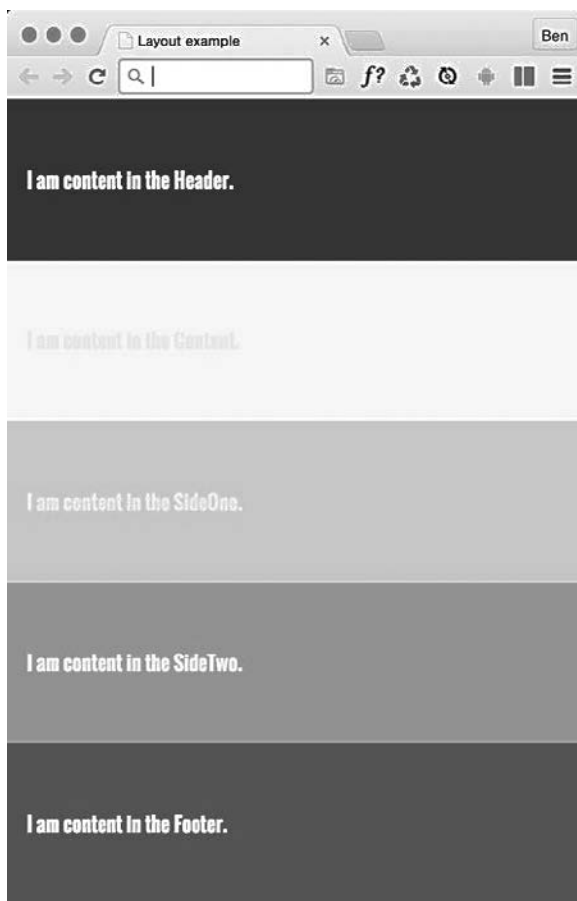 Layout example
Ben
f?
I am content in the Header.
I am content in the Content.
I am content in the SideOne.
I am content in the SideTwo.
I am content in the Footer.